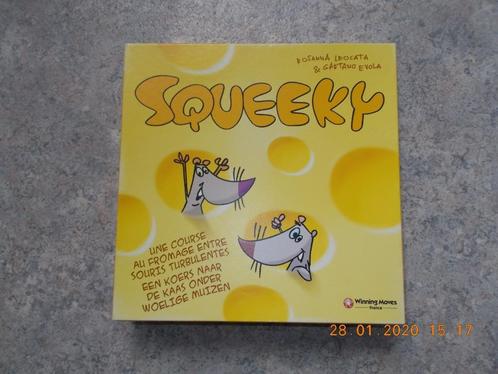 ROSANNA LEOCATA
& GAETANO EVOLA
SQUEEKY
UNE COURSE
AU FROMAGE ENTRE
SOURIS TURBULENTES
EEN KOERS NAAR
DE KAAS ONDER
WOELIGE MUIZEN
Winning Moves
France
28.01.2020 15.17